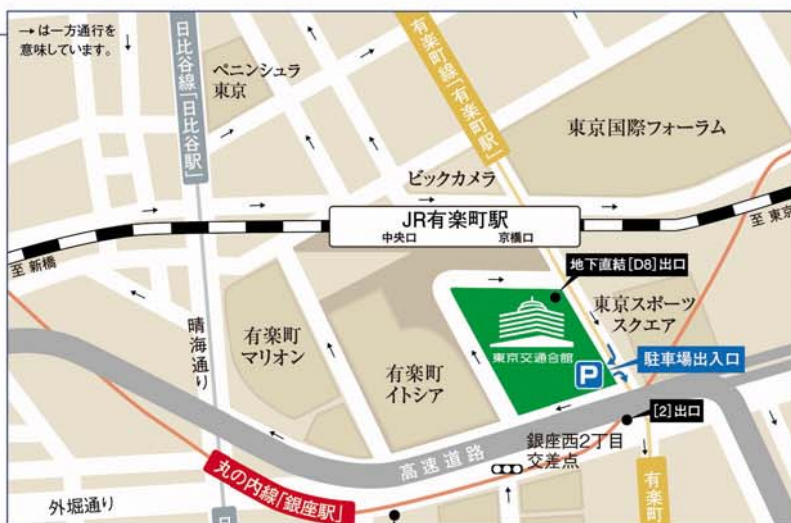 →は一方通行を
意味しています。
日比谷線「日比谷駅」
ペニンシュラ
東京
有楽町線「有楽町駅」
東京国際フォーラム
ビックカメラ
JR有楽町駅
中央口
京橋口
至 新橋
至 東京
地下直結[D8]出口
東京スポーツ
スクエア
東京交通会館
P
駐車場出入口
晴海通り
有楽町
マリオン
有楽町
イトシア
[2]出口
高速道路
銀座西2丁目
交差点
丸の内線「銀座駅」
外堀通り
有楽町
日